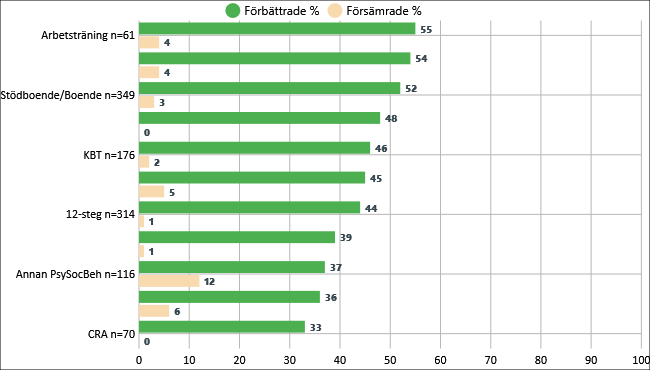 Förbättrade % Försämrade %
Arbetsträning n=61 55
4
54
4
Stödboende/Boende n=349 52
3
48
0
KBT n=176 46
2
45
5
12-steg n=314 44
1
39
1
Annan PsySocBeh n=116 37
12
36
6
CRA n=70 33
0
0 10 20 30 40 50 60 70 80 90 100